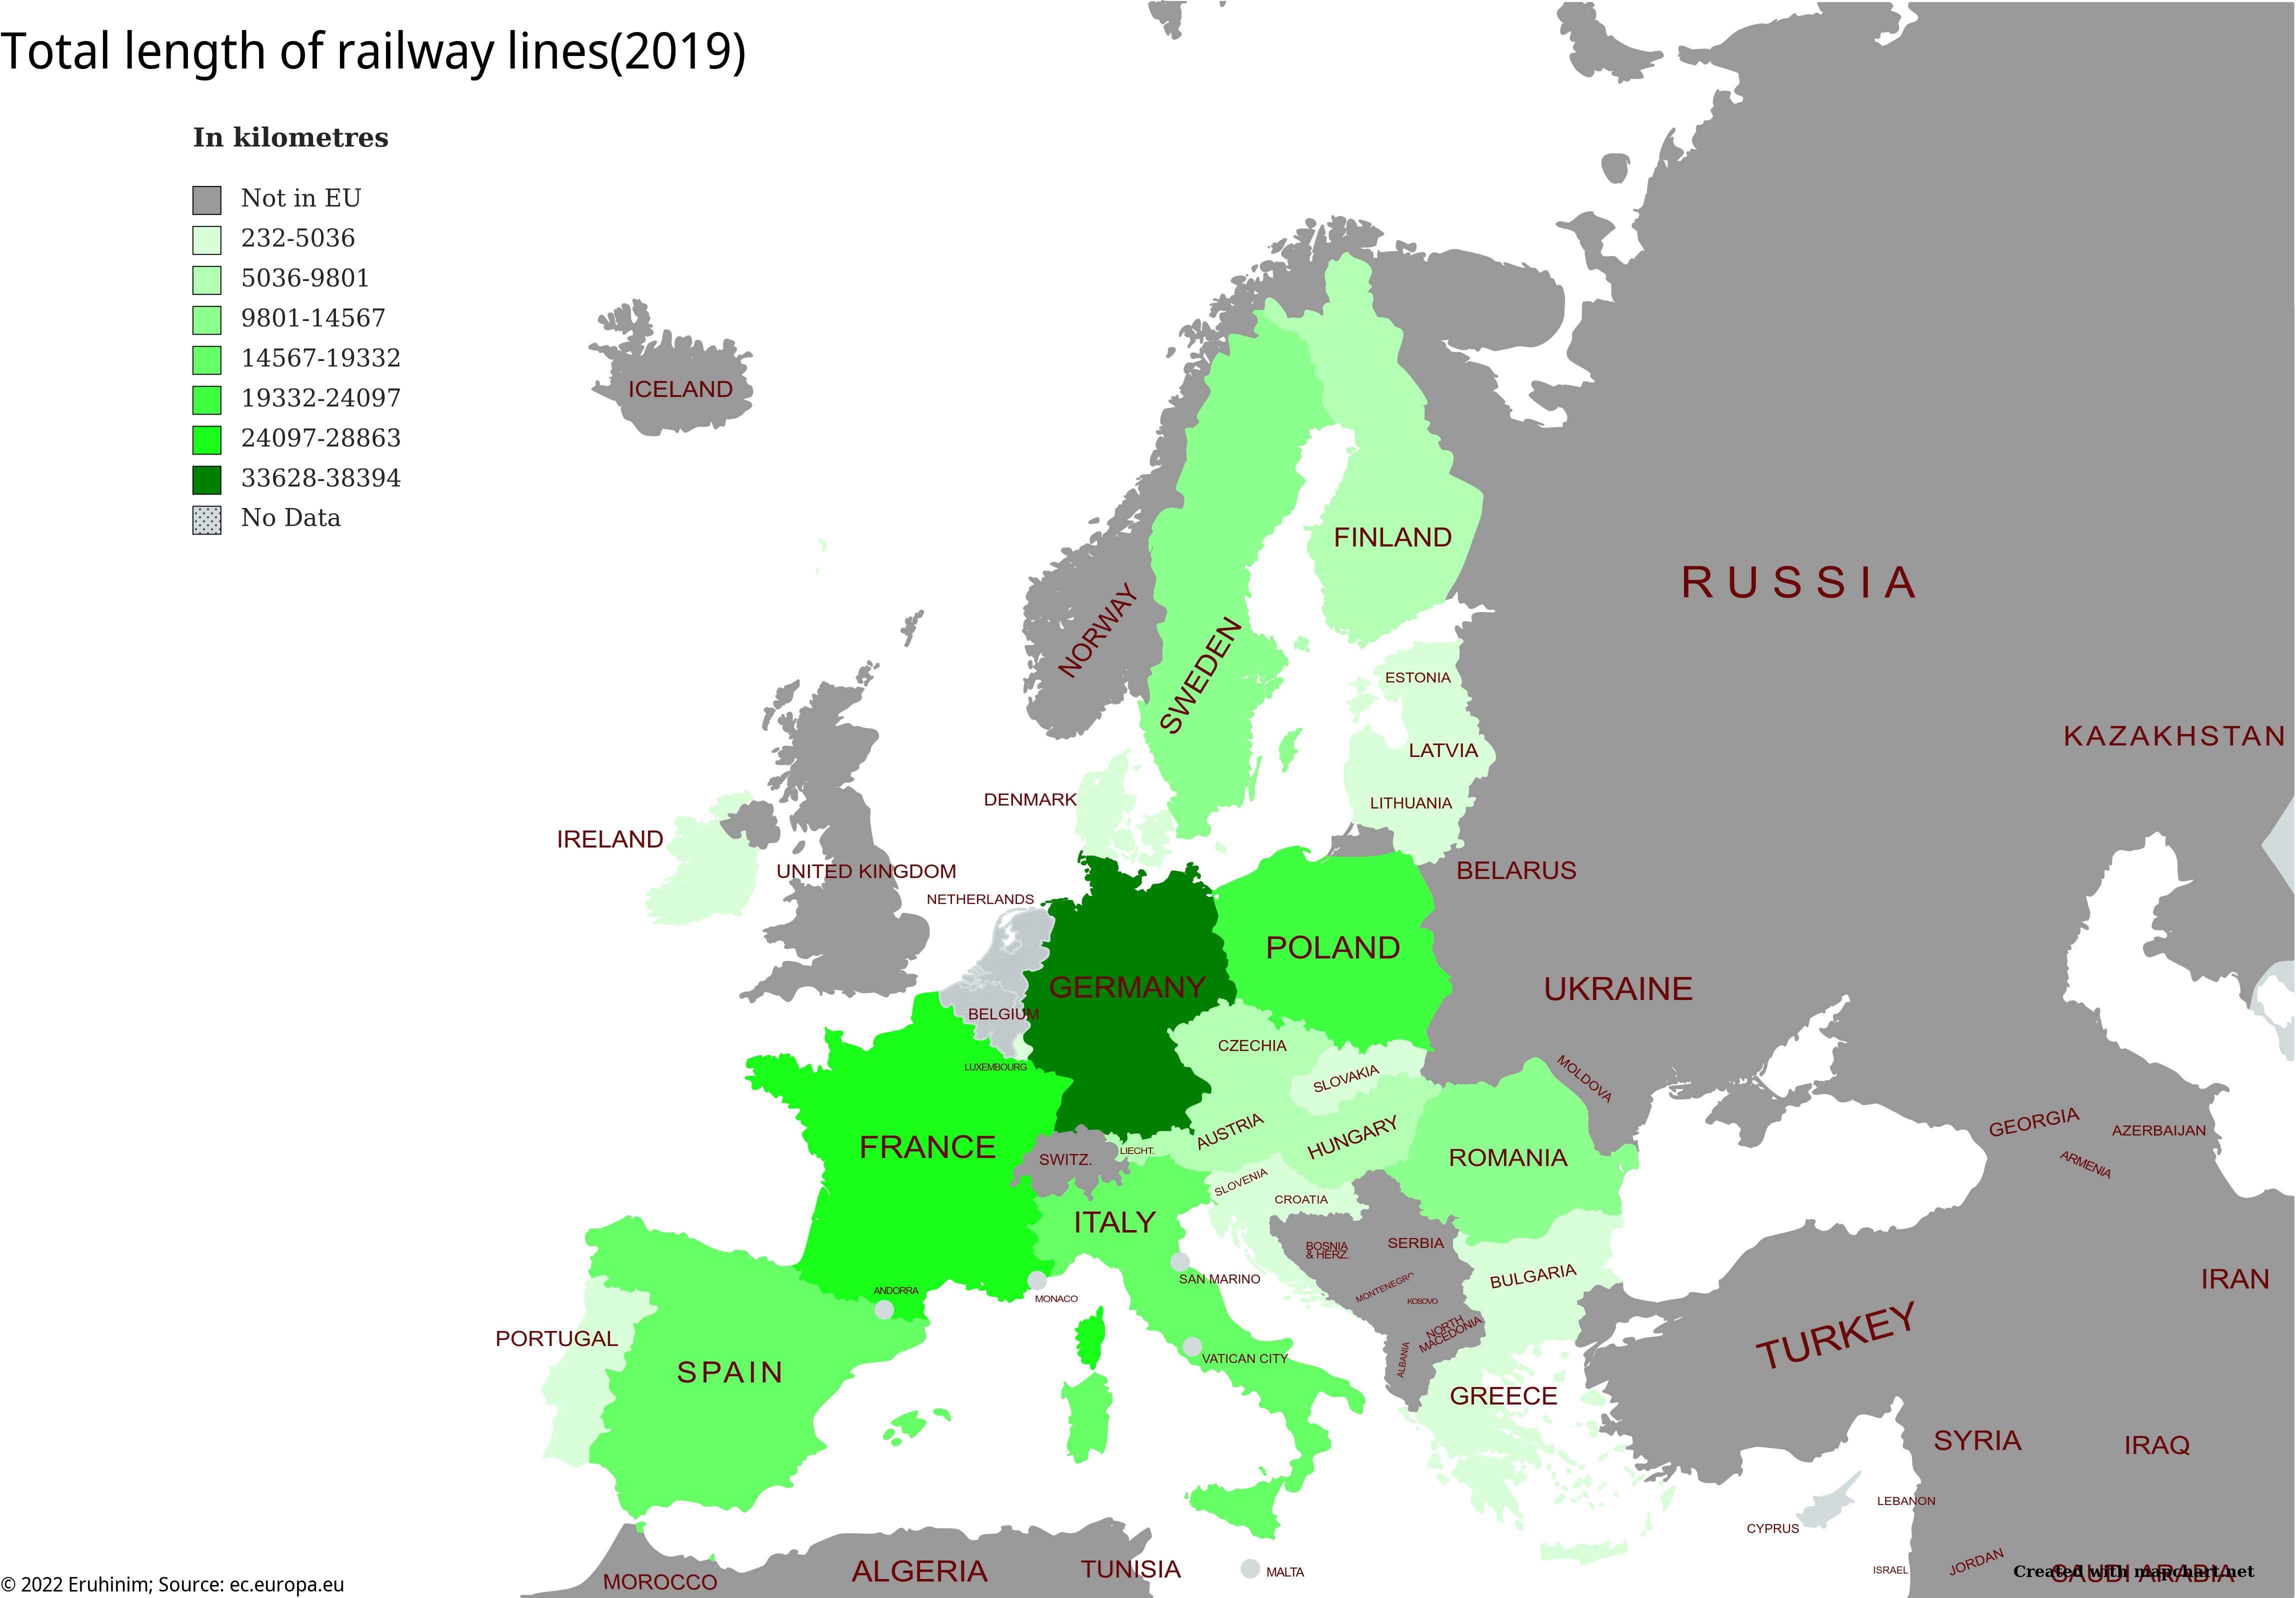 Total length of railway lines(2019)
In kilometres
Not in EU
232-5036
5036-9801
9801-14567
14567-19332
19332-24097
24097-28863
33628-38394
No Data
ICELAND
FINLAND
RUSSIA
NORWAY
SWEDEN
ESTONIA
KAZAKHSTAN
LATVIA
DENMARK
LITHUANIA
IRELAND
UNITED KINGDOM
BELARUS
NETHERLANDS
POLAND
GERMANY
UKRAINE
BELGIUM
CZECHIA
LUXEMBOURG
SLOVAKIA
MOLDOVA
FRANCE
AUSTRIA
HUNGARY
GEORGIA
AZERBAIJAN
LIECHT.
SWITZ.
ROMANIA
ARMENIA
SLOVENIA
CROATIA
ITALY
BOSNIA
& HERZ.
SERBIA
SAN MARINO
BULGARIA
IRAN
ANDORRA
MONACO
MONTENEGRO
KOSOVO
PORTUGAL
NORTH
MACEDONIA
TURKEY
VATICAN CITY
ALBANIA
SPAIN
GREECE
SYRIA
IRAQ
LEBANON
CYPRUS
ALGERIA
TUNISIA
MALTA
ISRAEL
JORDAN
SAUDI ARABIA
Created with mapchart.net
MOROCCO
© 2022 Eruhinim; Source: ec.europa.eu